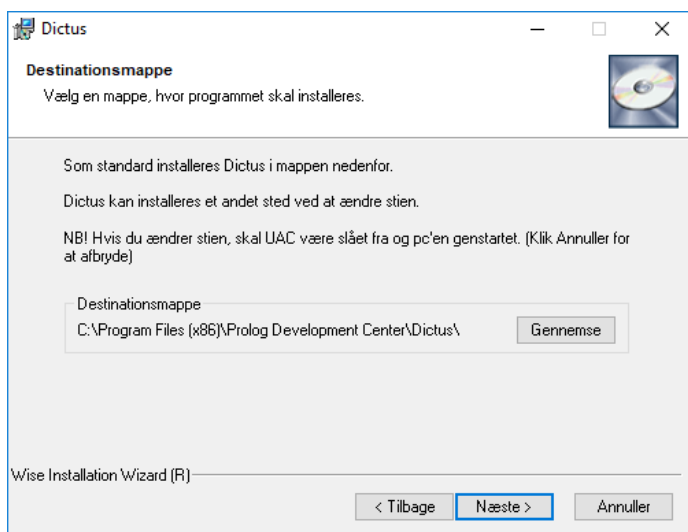 Dictus
Destinationsmappe
Vælg en mappe, hvor programmet skal installeres.
Som standard installeres Dictus i mappen nedenfor.
Dictus kan installeres et andet sted ved at ændre stien.
NB! Hvis du ændrer stien, skal UAC være slået fra og pc'en genstartet. (Klik Annuller for
at afbryde)
Destinationsmappe
C:\Program Files (x86)\Prolog Development Center\Dictus\
Gennemse
Wise Installation Wizard (R)
< Tilbage
Næste >
Annuller